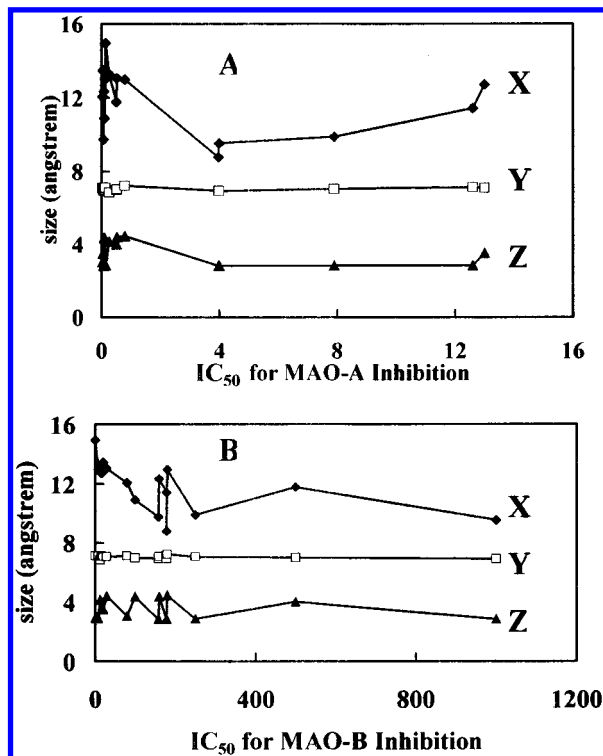 16
A
X
12
size (angstrem)
8
Y
4
Z
0
0 4 8 12 16
IC50 for MAO-A Inhibition
16
B
12
X
size (angstrem)
8
Y
4
Z
0
0 400 800 1200
IC50 for MAO-B Inhibition